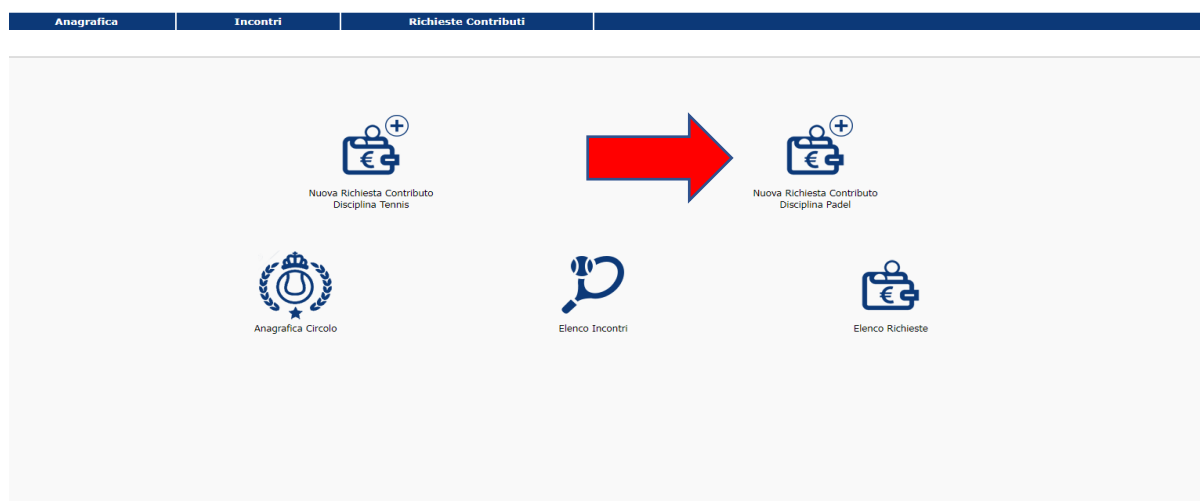 Anagrafica Incontri Richieste Contributi
Nuova Richiesta Contributo
Disciplina Tennis
Nuova Richiesta Contributo
Disciplina Padel
Anagrafica Circolo
Elenco Incontri
Elenco Richieste